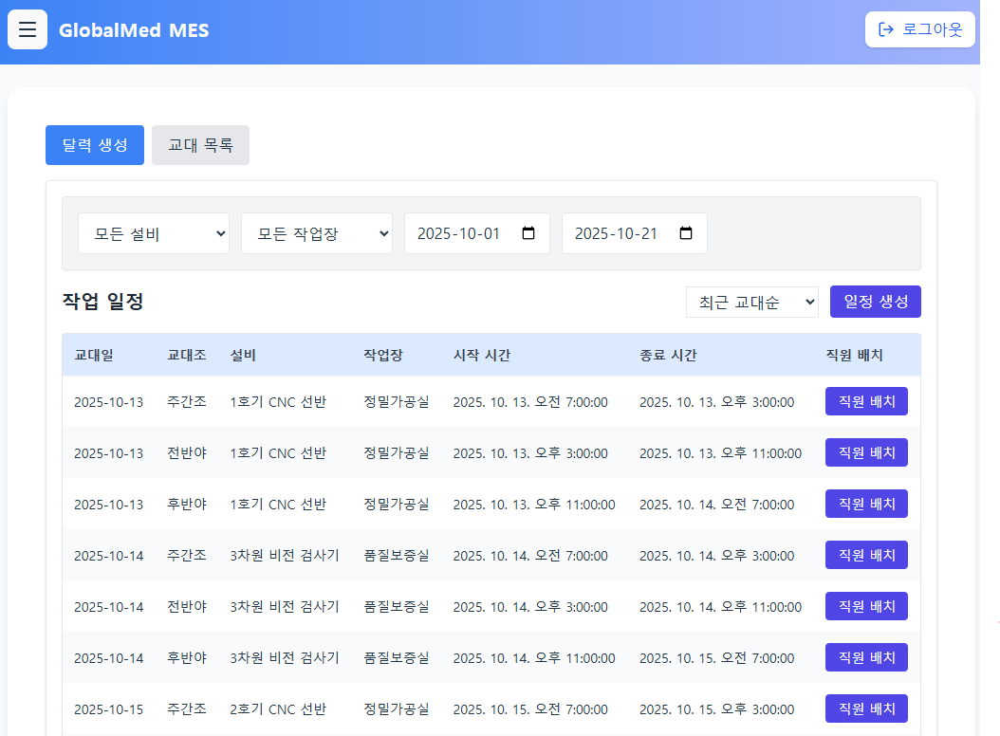 GlobalMed MES
로그아웃
달력 생성 교대 목록
모든 설비 모든 작업장 2025-10-01 2025-10-21
작업 일정 최근 교대순 일정 생성
교대일 교대조 설비 작업장 시작 시간 종료 시간 직원 배치
2025-10-13 주간조 1호기 CNC 선반 정밀가공실 2025. 10. 13. 오전 7:00:00 2025. 10. 13. 오후 3:00:00 직원 배치
2025-10-13 전반야 1호기 CNC 선반 정밀가공실 2025. 10. 13. 오후 3:00:00 2025. 10. 13. 오후 11:00:00 직원 배치
2025-10-13 후반야 1호기 CNC 선반 정밀가공실 2025. 10. 13. 오후 11:00:00 2025. 10. 14. 오전 7:00:00 직원 배치
2025-10-14 주간조 3차원 비전 검사기 품질보증실 2025. 10. 14. 오전 7:00:00 2025. 10. 14. 오후 3:00:00 직원 배치
2025-10-14 전반야 3차원 비전 검사기 품질보증실 2025. 10. 14. 오후 3:00:00 2025. 10. 14. 오후 11:00:00 직원 배치
2025-10-14 후반야 3차원 비전 검사기 품질보증실 2025. 10. 14. 오후 11:00:00 2025. 10. 15. 오전 7:00:00 직원 배치
2025-10-15 주간조 2호기 CNC 선반 정밀가공실 2025. 10. 15. 오전 7:00:00 2025. 10. 15. 오후 3:00:00 직원 배치